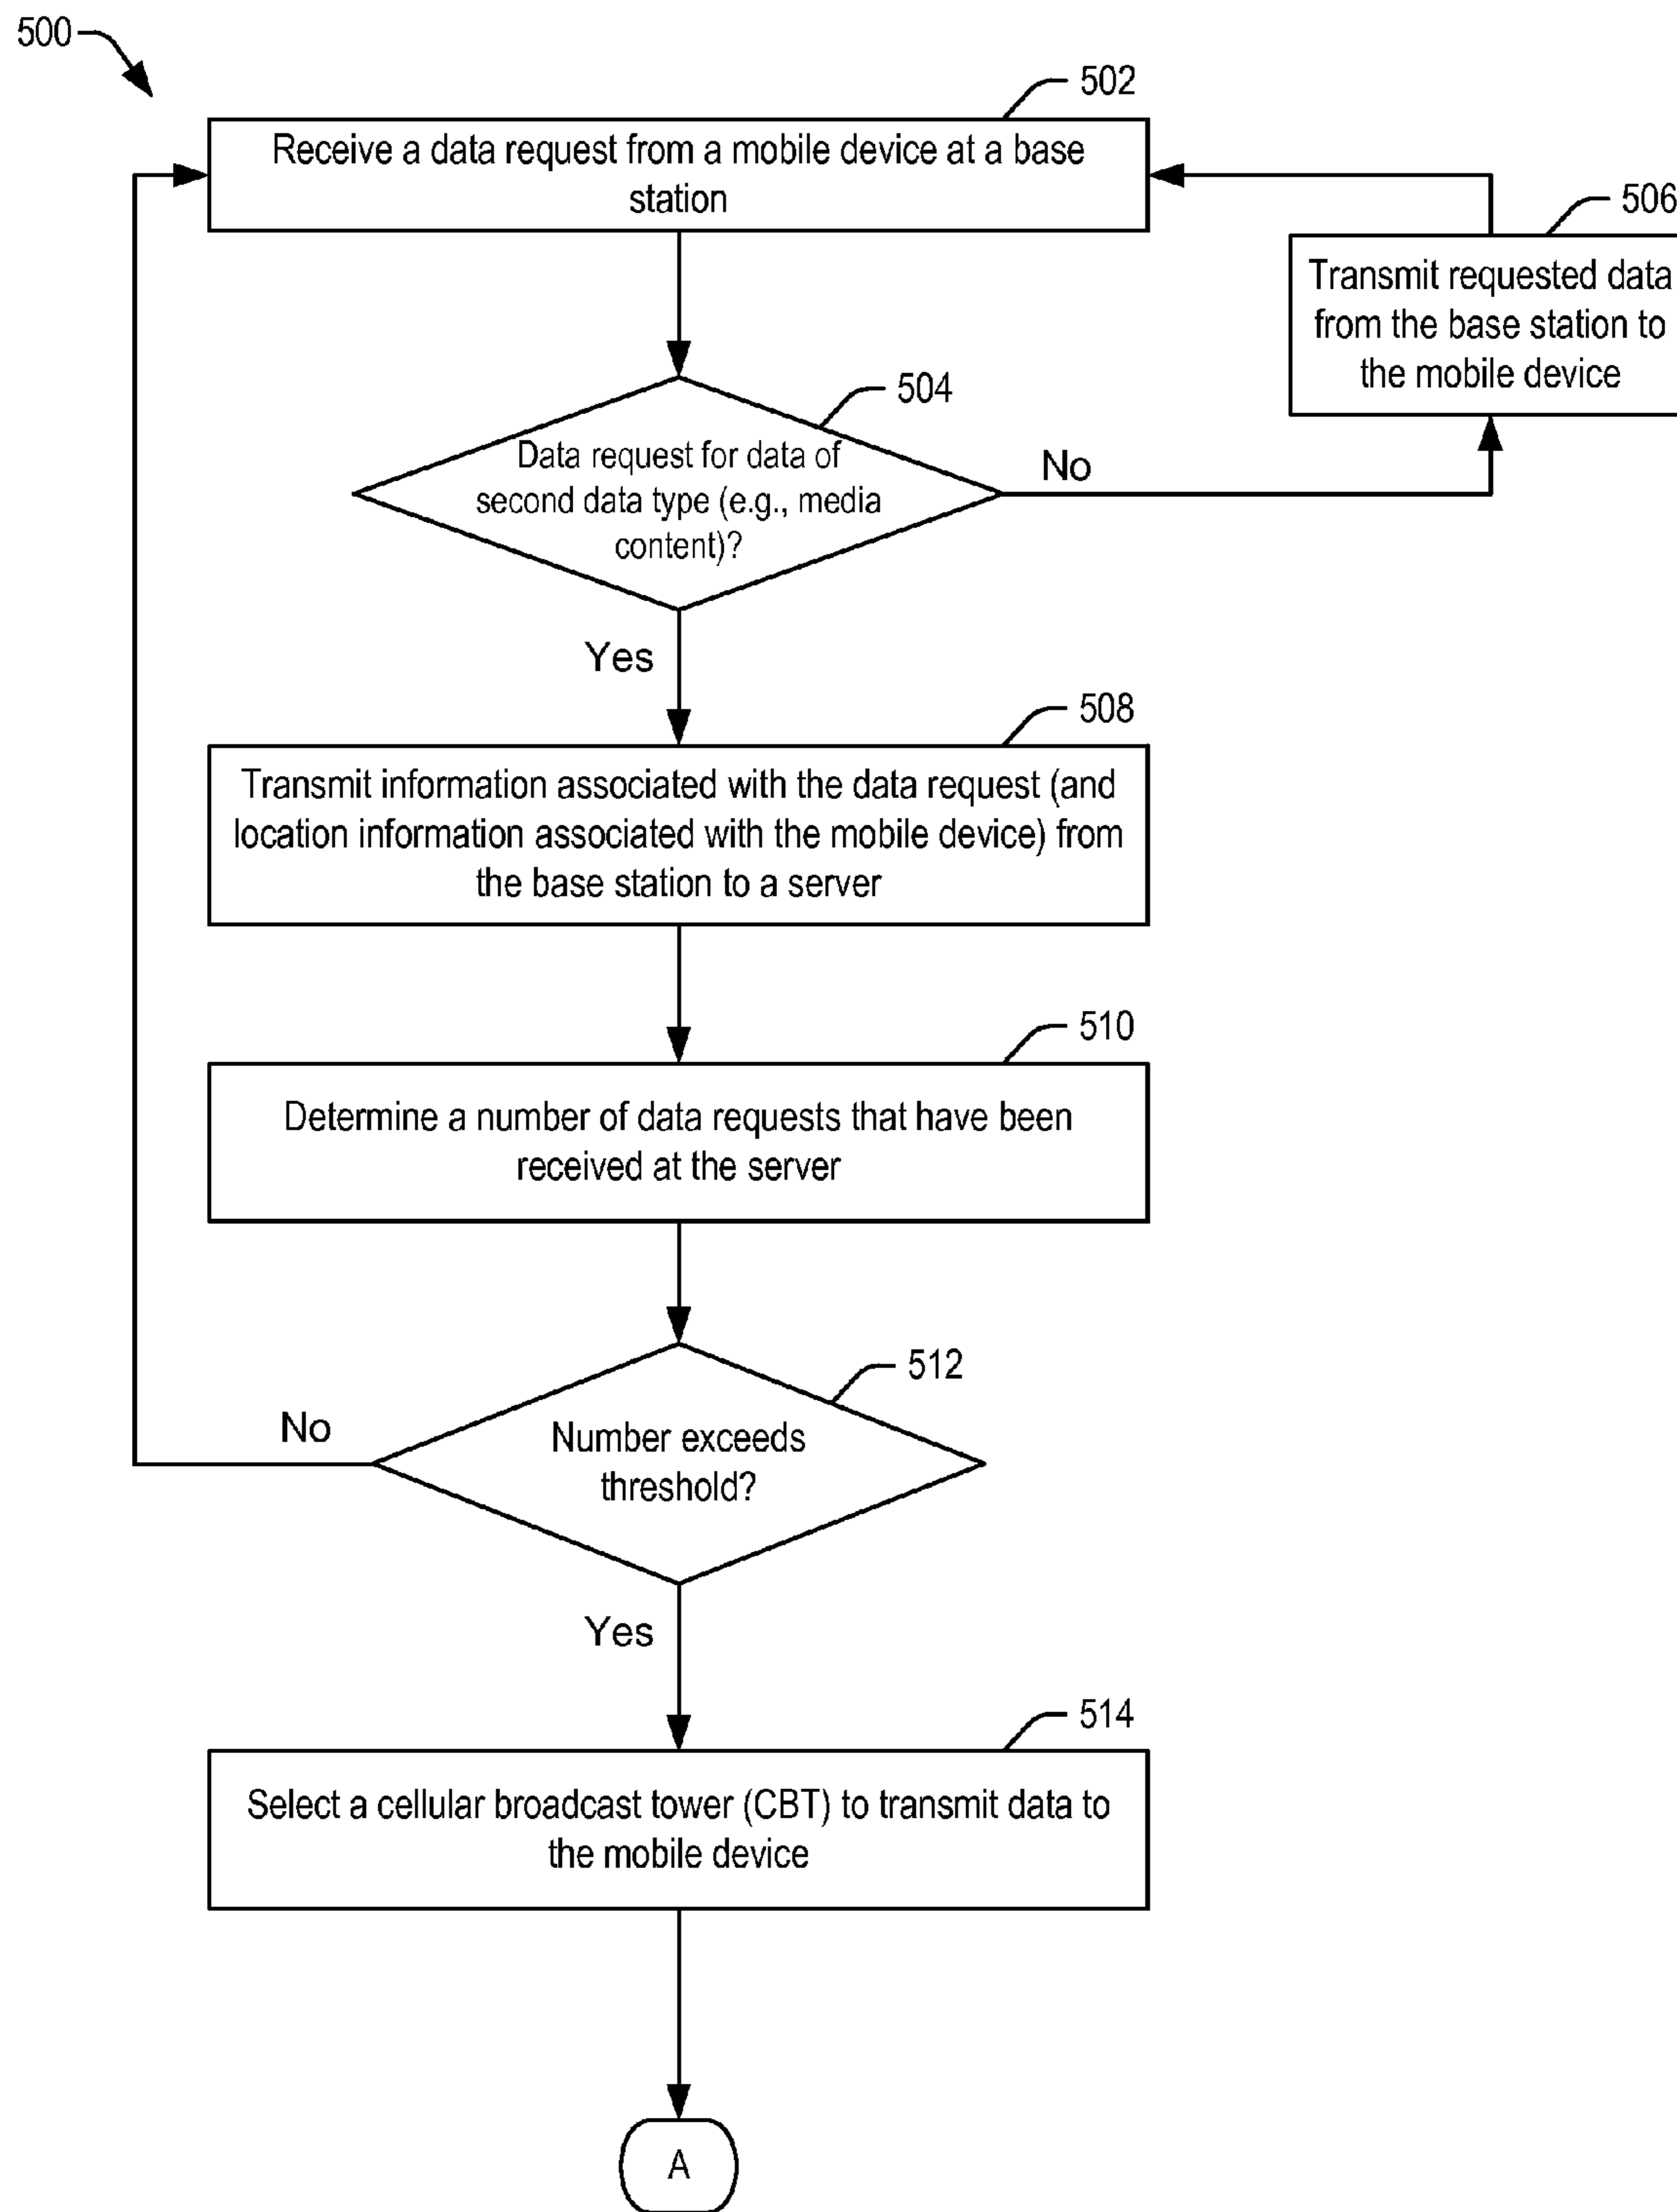 500
502
Receive a data request from a mobile device at a base
station
506
Transmit requested data
from the base station to
the mobile device
504
Data request for data of
second data type (e.g., media
content)?
No
Yes
508
Transmit information associated with the data request (and
location information associated with the mobile device) from
the base station to a server
510
Determine a number of data requests that have been
received at the server
512
Number exceeds
threshold?
No
Yes
514
Select a cellular broadcast tower (CBT) to transmit data to
the mobile device
A